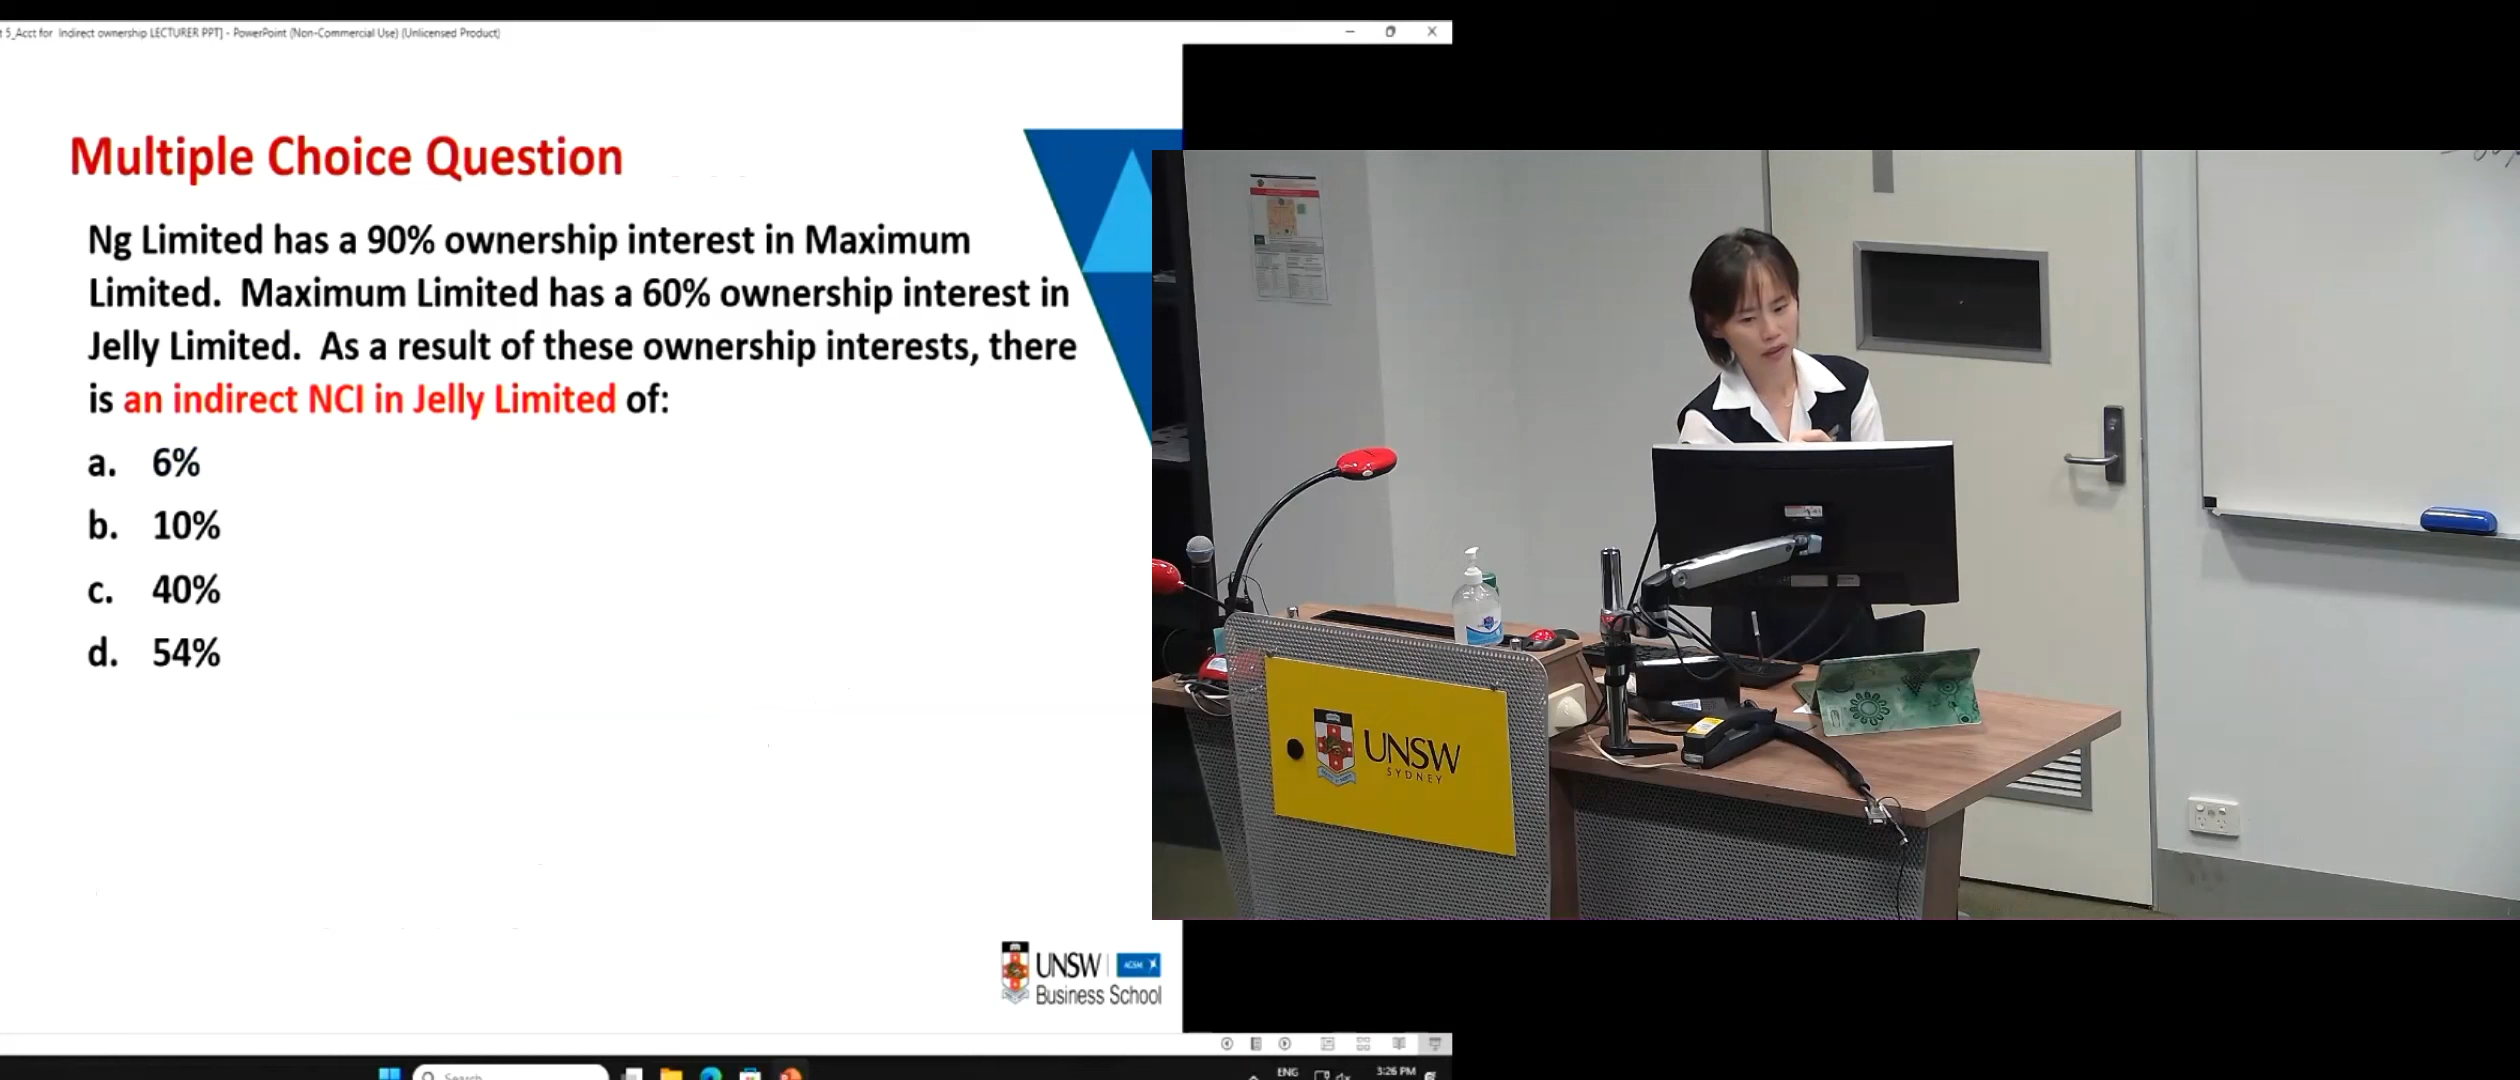 t 5_Acct for Indirect ownership LECTURER PPT] - PowerPoint (Non-Commercial Use) (Unlicensed Product)
Multiple Choice Question
Ng Limited has a 90% ownership interest in Maximum
Limited. Maximum Limited has a 60% ownership interest in
Jelly Limited. As a result of these ownership interests, there
is an indirect NCI in Jelly Limited of:
a. 6%
b. 10%
c. 40%
d. 54%
UNSW
SYDNEY
UNSW AGSM
Business School
Search
ENG
3:26 PM